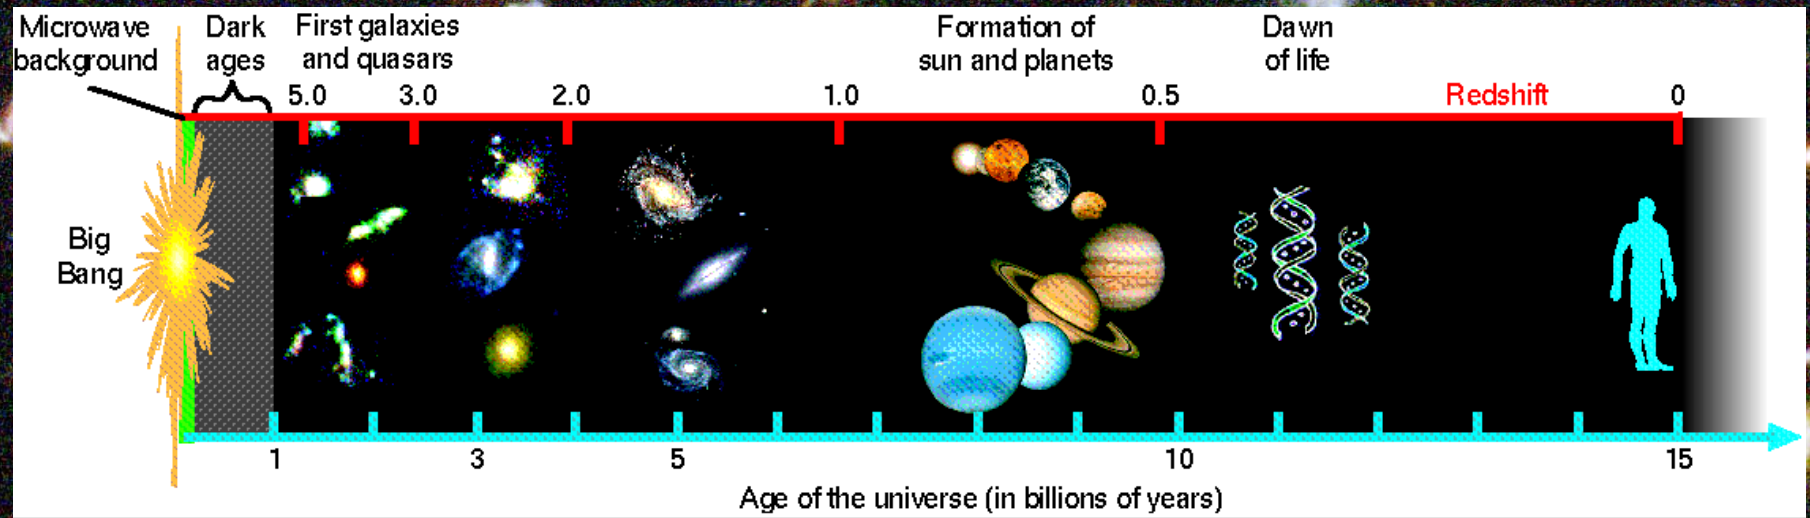 Microwave
background
Dark
ages
First galaxies
and quasars
Formation of
sun and planets
Dawn
of life
5.0 3.0 2.0 1.0 0.5 Redshift 0
Big
Bang
1 3 5 10 15
Age of the universe (in billions of years)